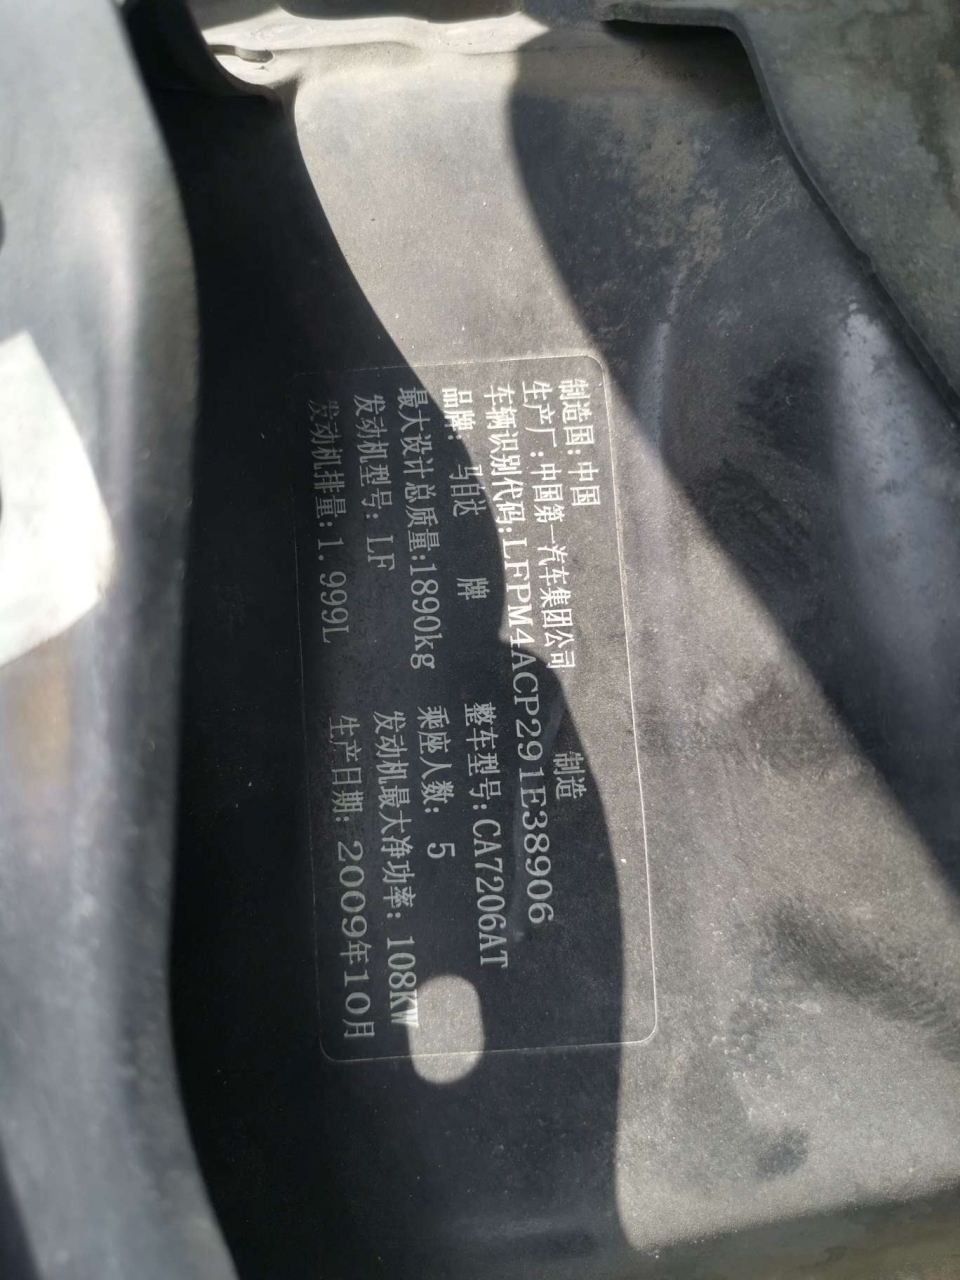 制造国:中国
生产厂:中国第一汽车集团公司 制造
车辆识别代码:LFPM4ACP291E38906
品牌: 马自达 牌 整车型号:CA7206AT
最大设计总质量:1890kg 乘座人数: 5
发动机型号:LF 发动机最大净功率: 108KW
发动机排量:1.999L 生产日期: 2009年10月